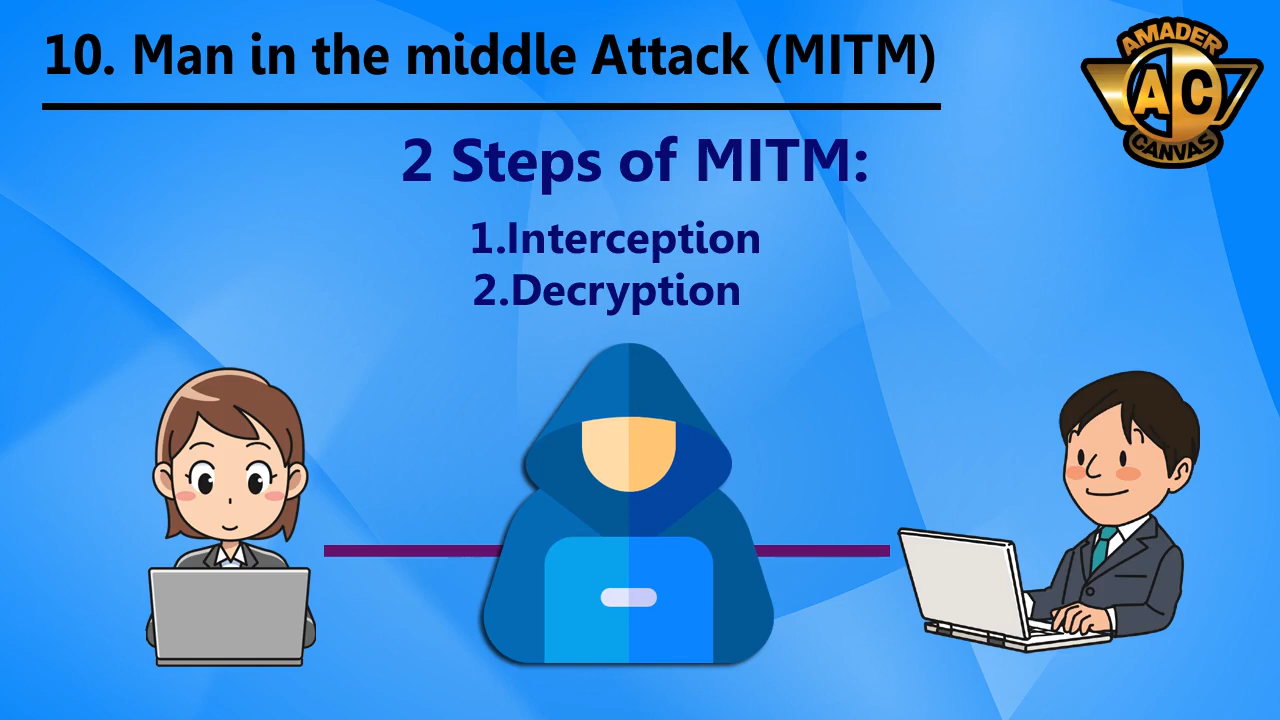 10. Man in the middle Attack (MITM)
AMADER
AC
CANVAS
2 Steps of MITM:
1.Interception
2.Decryption